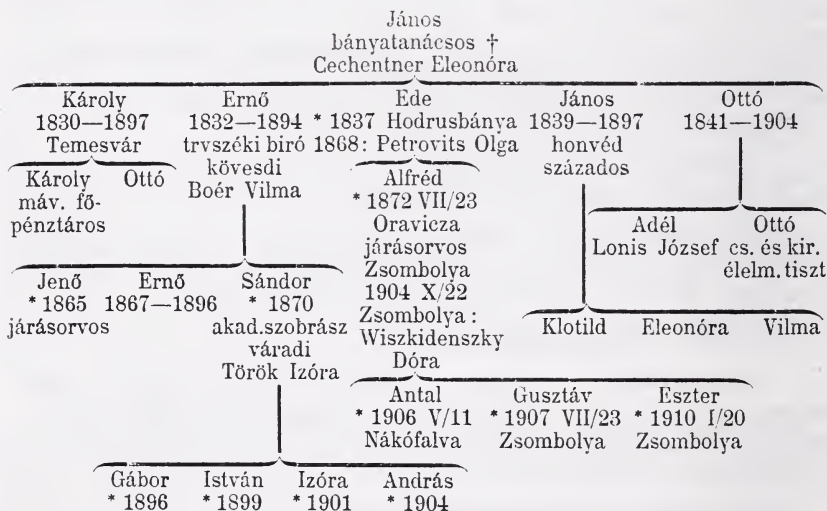 János
bányatanácsos †
Cechentner Eleonóra
Károly Ernő Ede János Ottó
1830—1897 1832—1894 * 1837 Hodrusbánya 1839—1897 1841—1904
Temesvár trvszéki biró 1868: Petrovits Olga honvéd
kövesdi százados
Boér Vilma
Károly Ottó
máv. fő-
pénztáros
Alfréd
* 1872 VII/23
Oravicza
járásorvos
Zsombolya
1904 X/22
Zsombolya :
Wiszkidenszky
Dóra
Adél Ottó
Lonis József cs. és kir.
élelm. tiszt
Jenő Ernő Sándor
* 1865 1867—1896 * 1870
járásorvos akad.szobrász
váradi
Török Izóra
Klotild Eleonóra Vilma
Antal Gusztáv Eszter
* 1906 V/11 * 1907 VII/23 * 1910 I/20
Nákófalva Zsombolya Zsombolya
Gábor István Izóra András
* 1896 * 1899 * 1901 * 1904